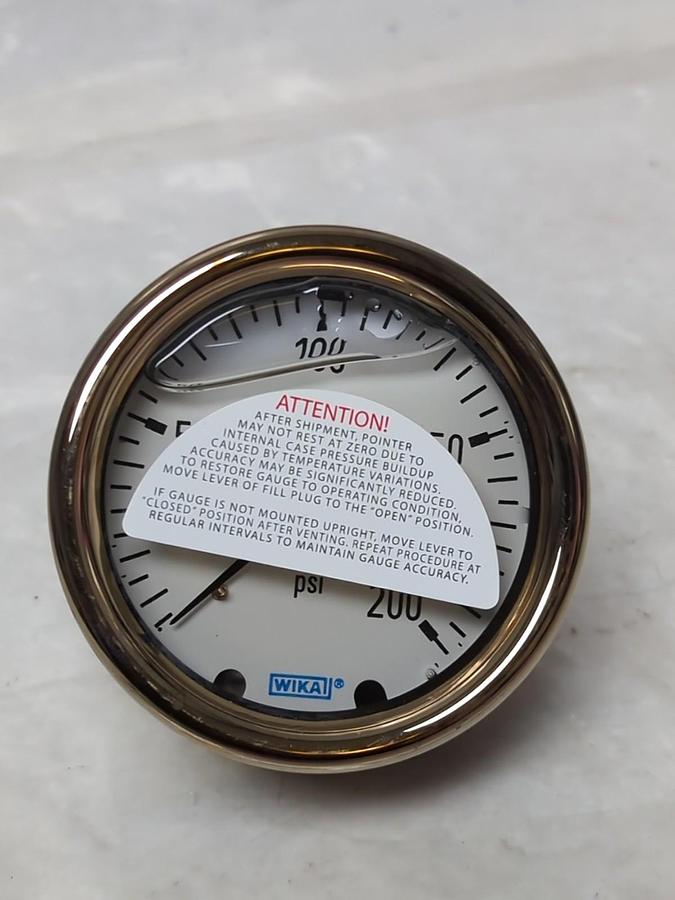 100
ATTENTION!
AFTER SHIPMENT, POINTER
MAY NOT REST AT ZERO DUE TO
INTERNAL CASE PRESSURE BUILDUP
CAUSED BY TEMPERATURE VARIATIONS.
ACCURACY MAY BE SIGNIFICANTLY REDUCED.
TO RESTORE GAUGE TO OPERATING CONDITION,
MOVE LEVER OF FILL PLUG TO THE "OPEN" POSITION.
IF GAUGE IS NOT MOUNTED UPRIGHT, MOVE LEVER TO
"CLOSED" POSITION AFTER VENTING. REPEAT PROCEDURE AT
REGULAR INTERVALS TO MAINTAIN GAUGE ACCURACY.
psi
200
WIKA®